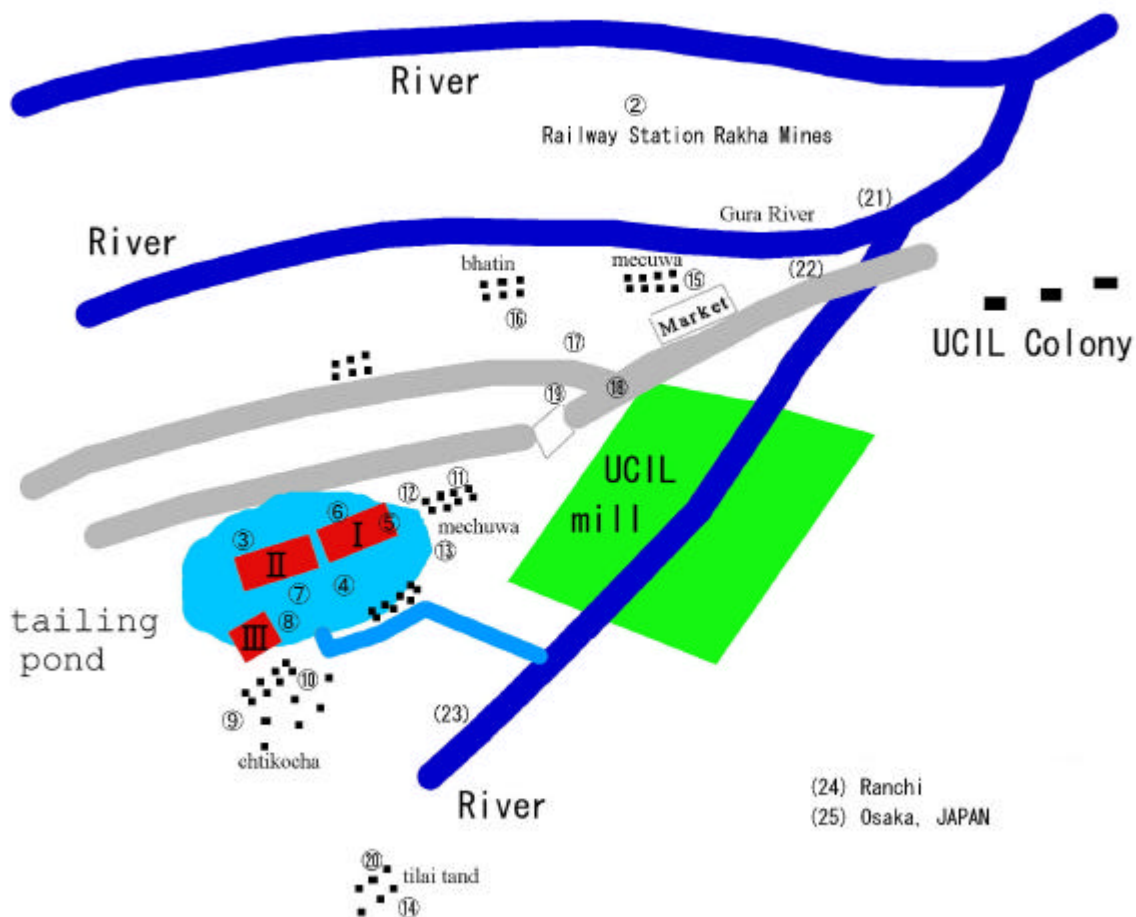 River
②
Railway Station Rakha Mines
(21)
Gura River
River
bhatin
mecuwa
(22)
⑮
Market
⑯
UCIL Colony
⑰
⑱
⑲
UCIL
mill
⑪
⑫
mechuwa
⑥
⑤
I
③
II
⑬
④
⑦
tailing
pond
⑧
III
⑩
⑨
(23)
chtikocha
River
(24) Ranchi
(25) Osaka, JAPAN
⑳
tilai tand
⑭